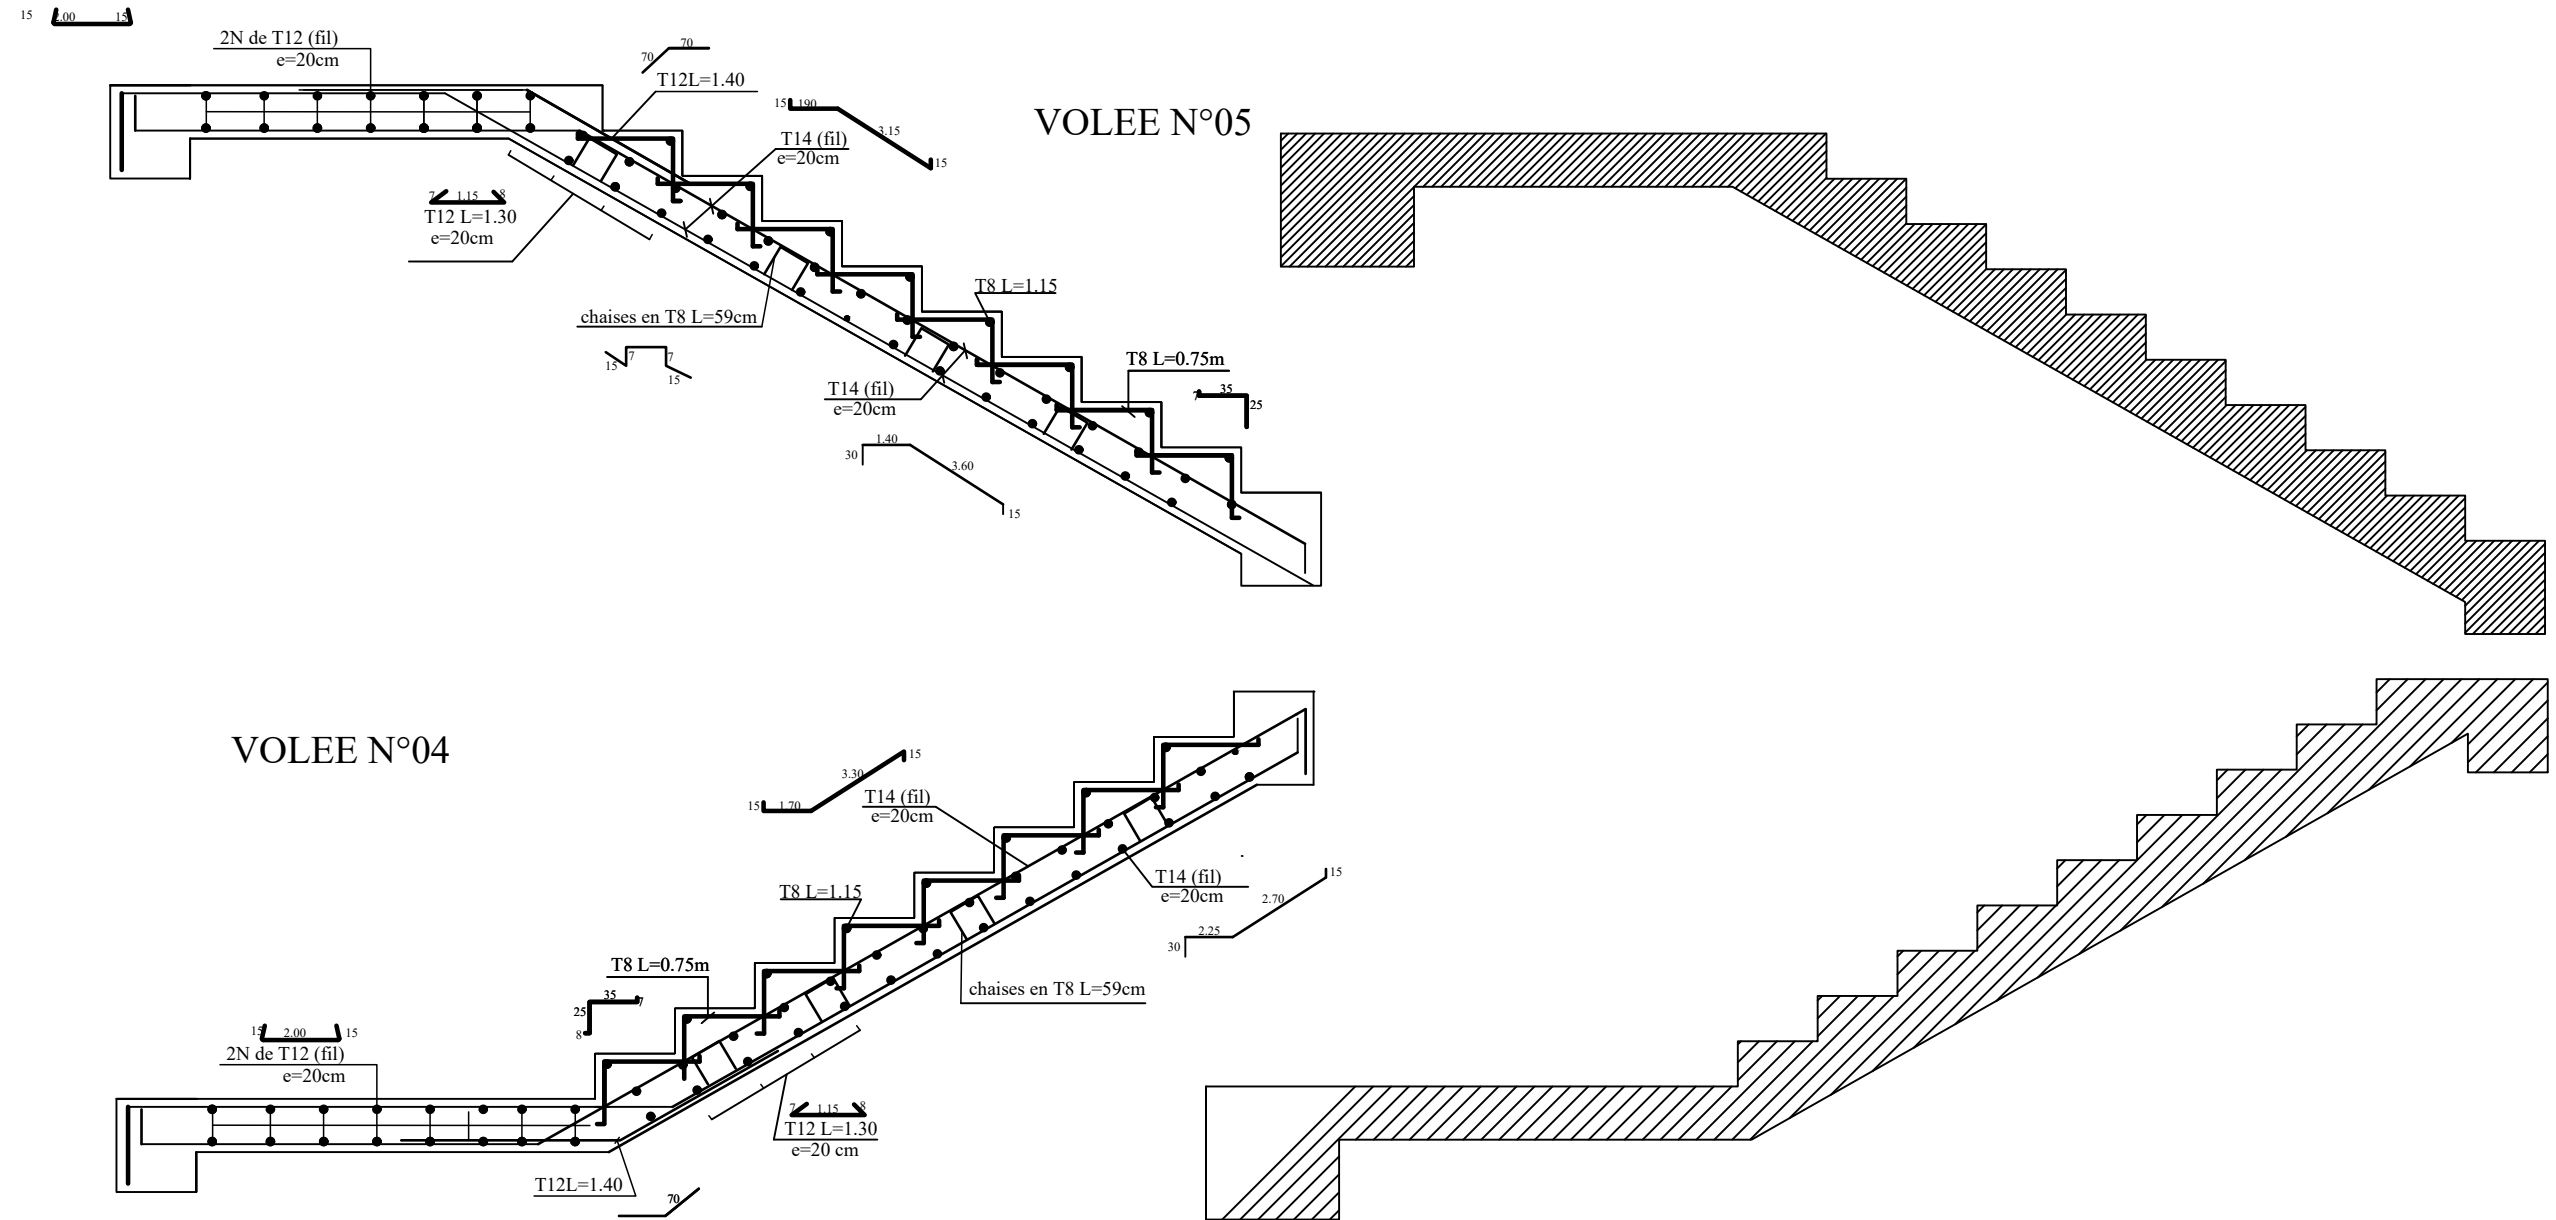 15
2.00
15
2N de T12 (fil)
e=20cm
70
70
T12L=1.40
15
190
3.15
15
T14 (fil)
e=20cm
VOLEE N°05
7
1.15
8
T12 L=1.30
e=20cm
chaises en T8 L=59cm
15
7
7
15
T8 L=1.15
T8 L=0.75m
7
35
25
T14 (fil)
e=20cm
30
1.40
3.60
15
VOLEE N°04
15
1.70
3.30
15
T14 (fil)
e=20cm
T8 L=1.15
T14 (fil)
e=20cm
30
2.25
2.70
15
T8 L=0.75m
25
35
7
8
chaises en T8 L=59cm
15
2.00
15
2N de T12 (fil)
e=20cm
7
1.15
8
T12 L=1.30
e=20 cm
T12L=1.40
70